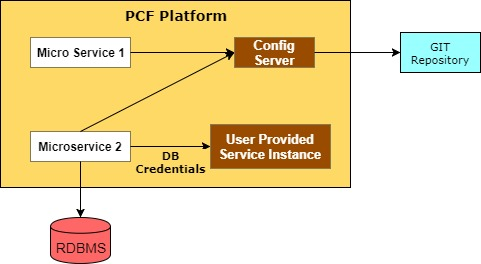 PCF Platform
Micro Service 1
Config
Server
GIT
Repository
Microservice 2
DB
Credentials
User Provided
Service Instance
RDBMS